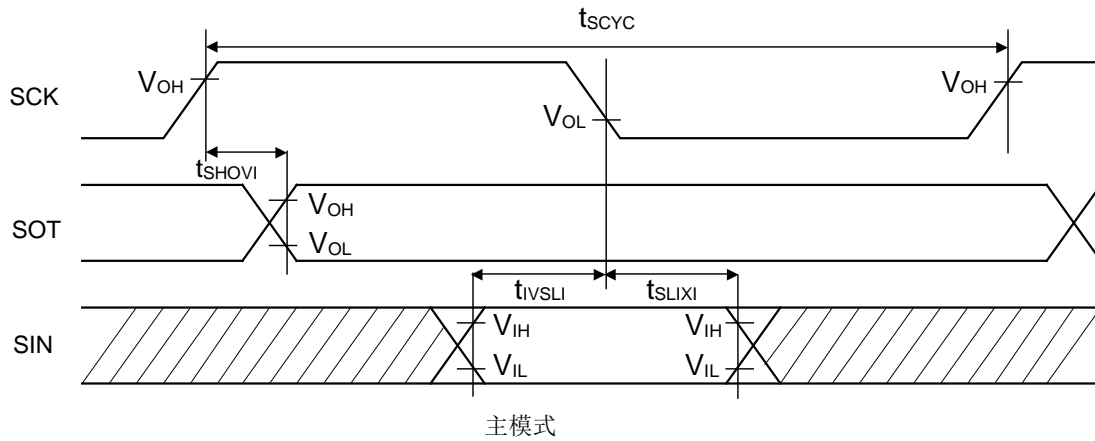 tSCYC
SCK
VOH
VOL
VOH
tSHOVI
SOT
VOH
VOL
tIVSLI
tSLIXI
SIN
VIH
VIH
VIL
VIL
主模式